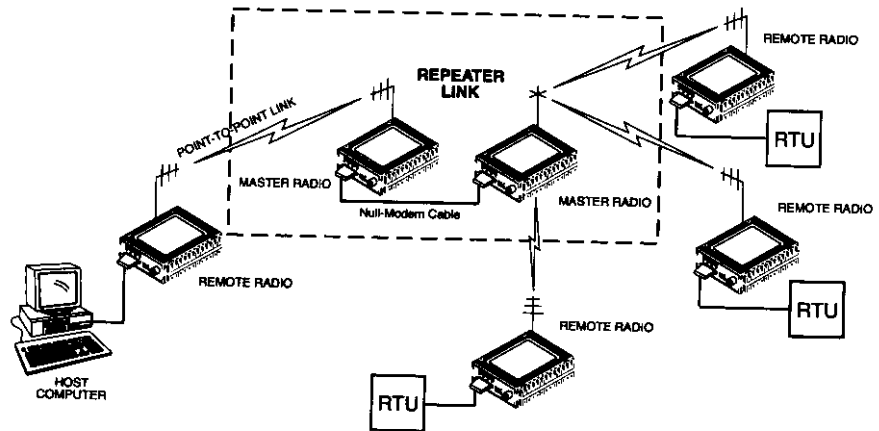 REMOTE RADIO
REPEATER
LINK
POINT-TO-POINT LINK
RTU
MASTER RADIO
Null-Modem Cable
MASTER RADIO
REMOTE RADIO
REMOTE RADIO
RTU
REMOTE RADIO
HOST
COMPUTER
RTU